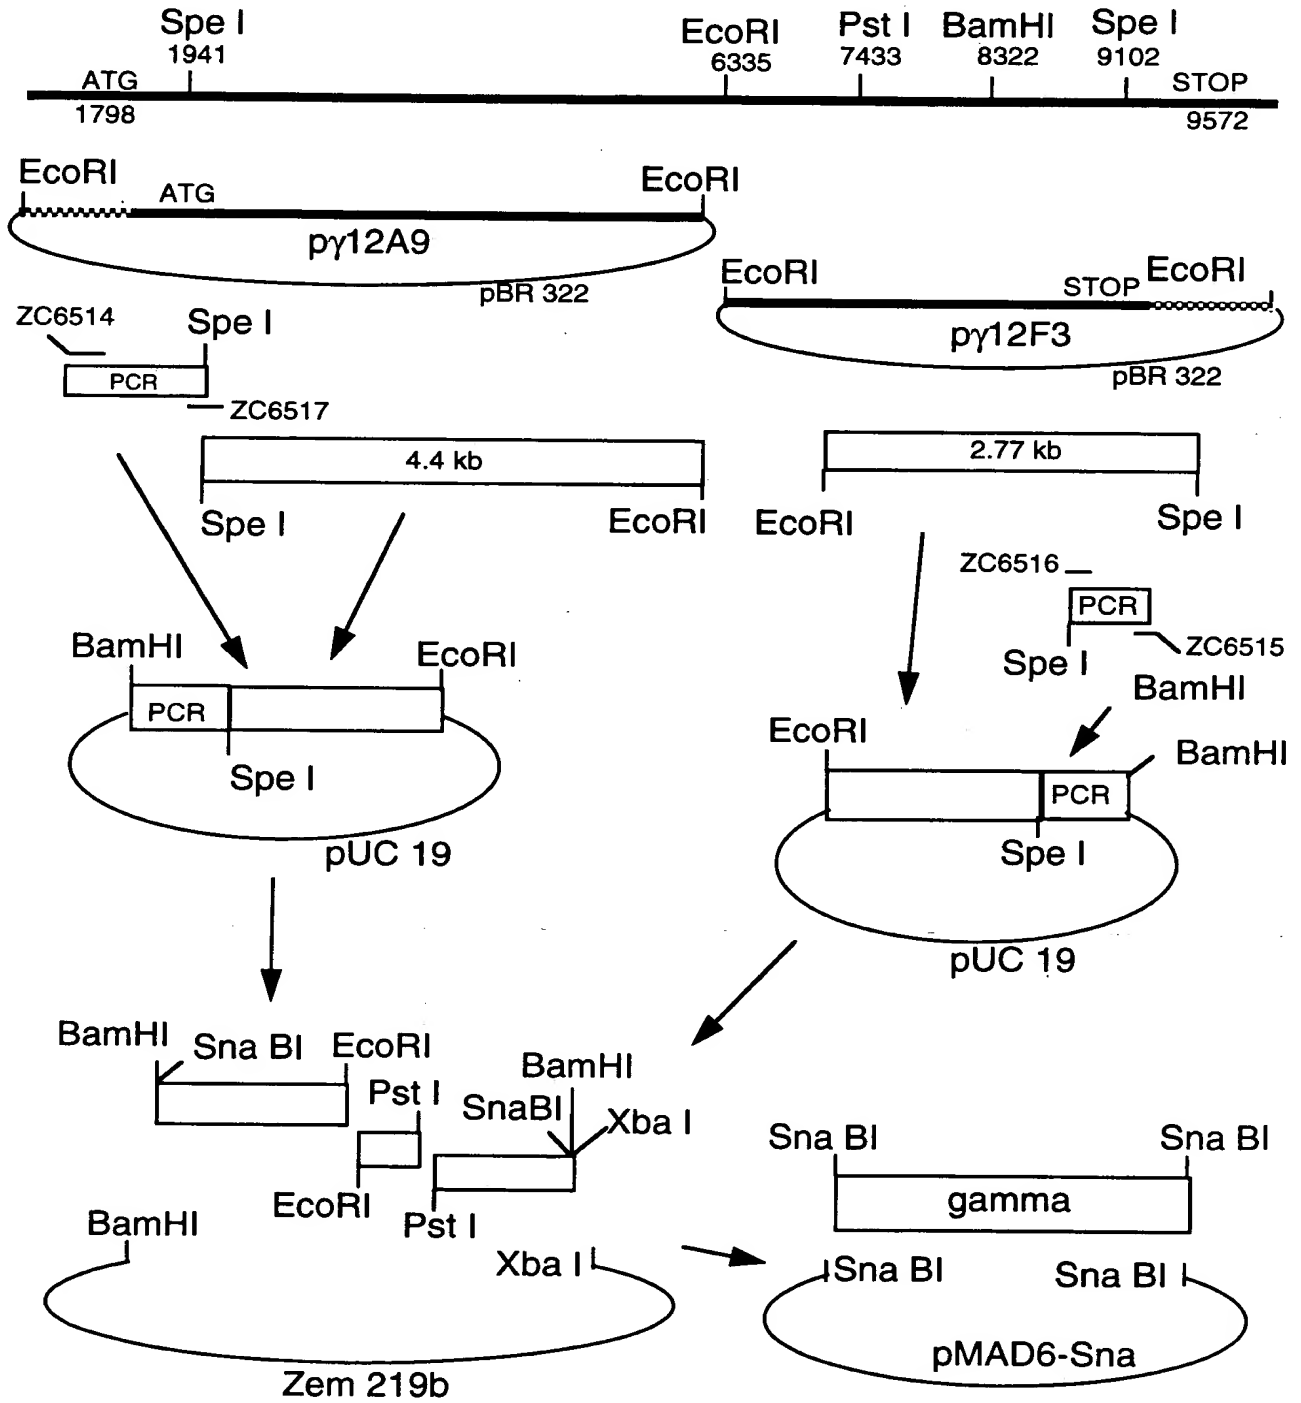 Spe I
1941
EcoRI
6335
Pst I
7433
BamHI
8322
Spe I
9102
ATG
1798
STOP
9572
EcoRI
ATG
EcoRI
pγ12A9
pBR 322
EcoRI
STOP
EcoRI
pγ12F3
pBR 322
ZC6514
Spe I
PCR
ZC6517
4.4 kb
Spe I
EcoRI
2.77 kb
EcoRI
Spe I
ZC6516
PCR
Spe I
ZC6515
BamHI
BamHI
EcoRI
PCR
Spe I
pUC 19
EcoRI
BamHI
PCR
Spe I
pUC 19
BamHI
Sna BI
EcoRI
Pst I
EcoRI
BamHI
SnaBI
Xba I
Pst I
BamHI
Xba I
Zem 219b
Sna BI
Sna BI
gamma
Sna BI
Sna BI
pMAD6-Sna